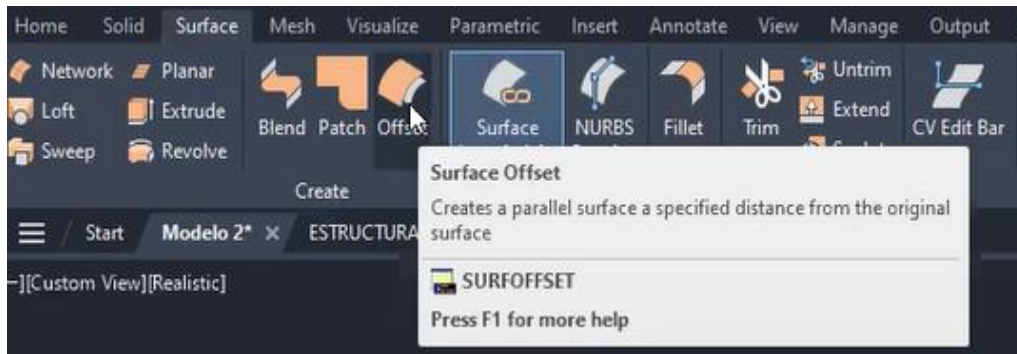 Home Solid Surface Mesh Visualize Parametric Insert Annotate View Manage Output
Network Planar Untrim
Loft Extrude Extend
Blend Patch Offset Surface NURBS Fillet Trim CV Edit Bar
Sweep Revolve
Create
Surface Offset
Creates a parallel surface a specified distance from the original
surface
Start Modelo 2* ESTRUCTURA
-][Custom View][Realistic]
SURFOFFSET
Press F1 for more help